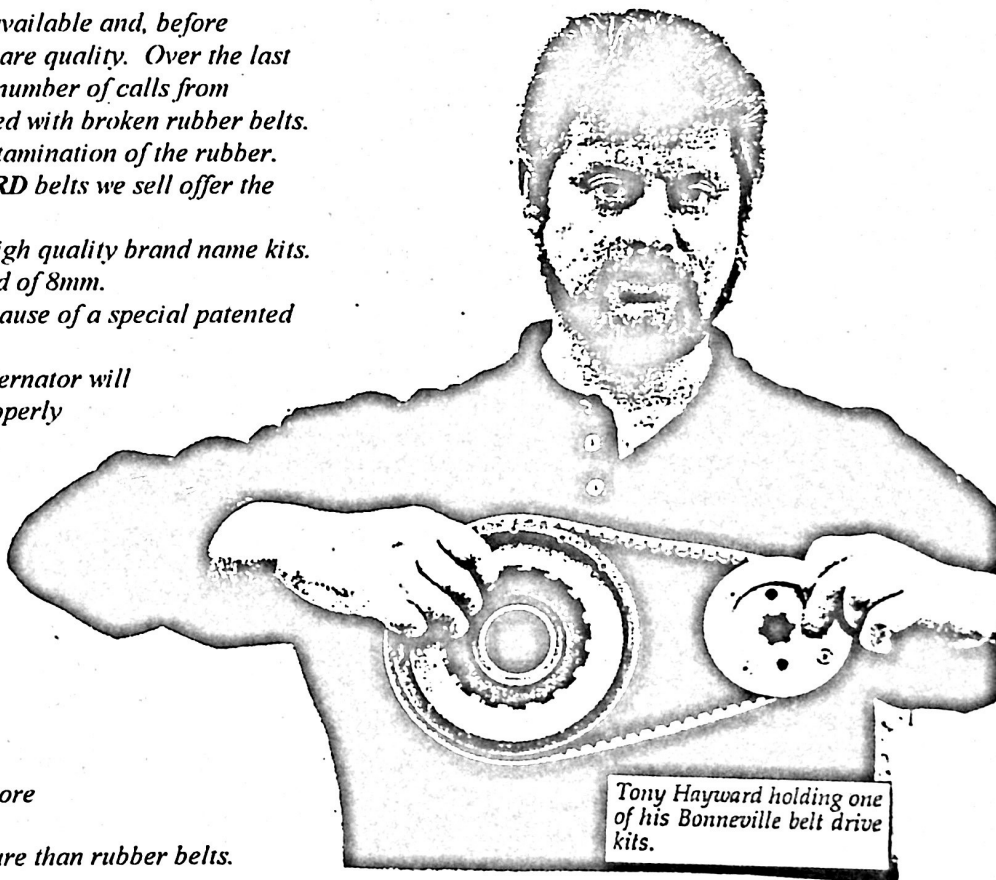 vailable and, before
are quality. Over the last
number of calls from
ed with broken rubber belts.
tamination of the rubber.
RD belts we sell offer the
igh quality brand name kits.
d of 8mm.
ause of a special patented
ernator will
operly
ore
ure than rubber belts.
Tony Hayward holding one
of his Bonneville belt drive
kits.